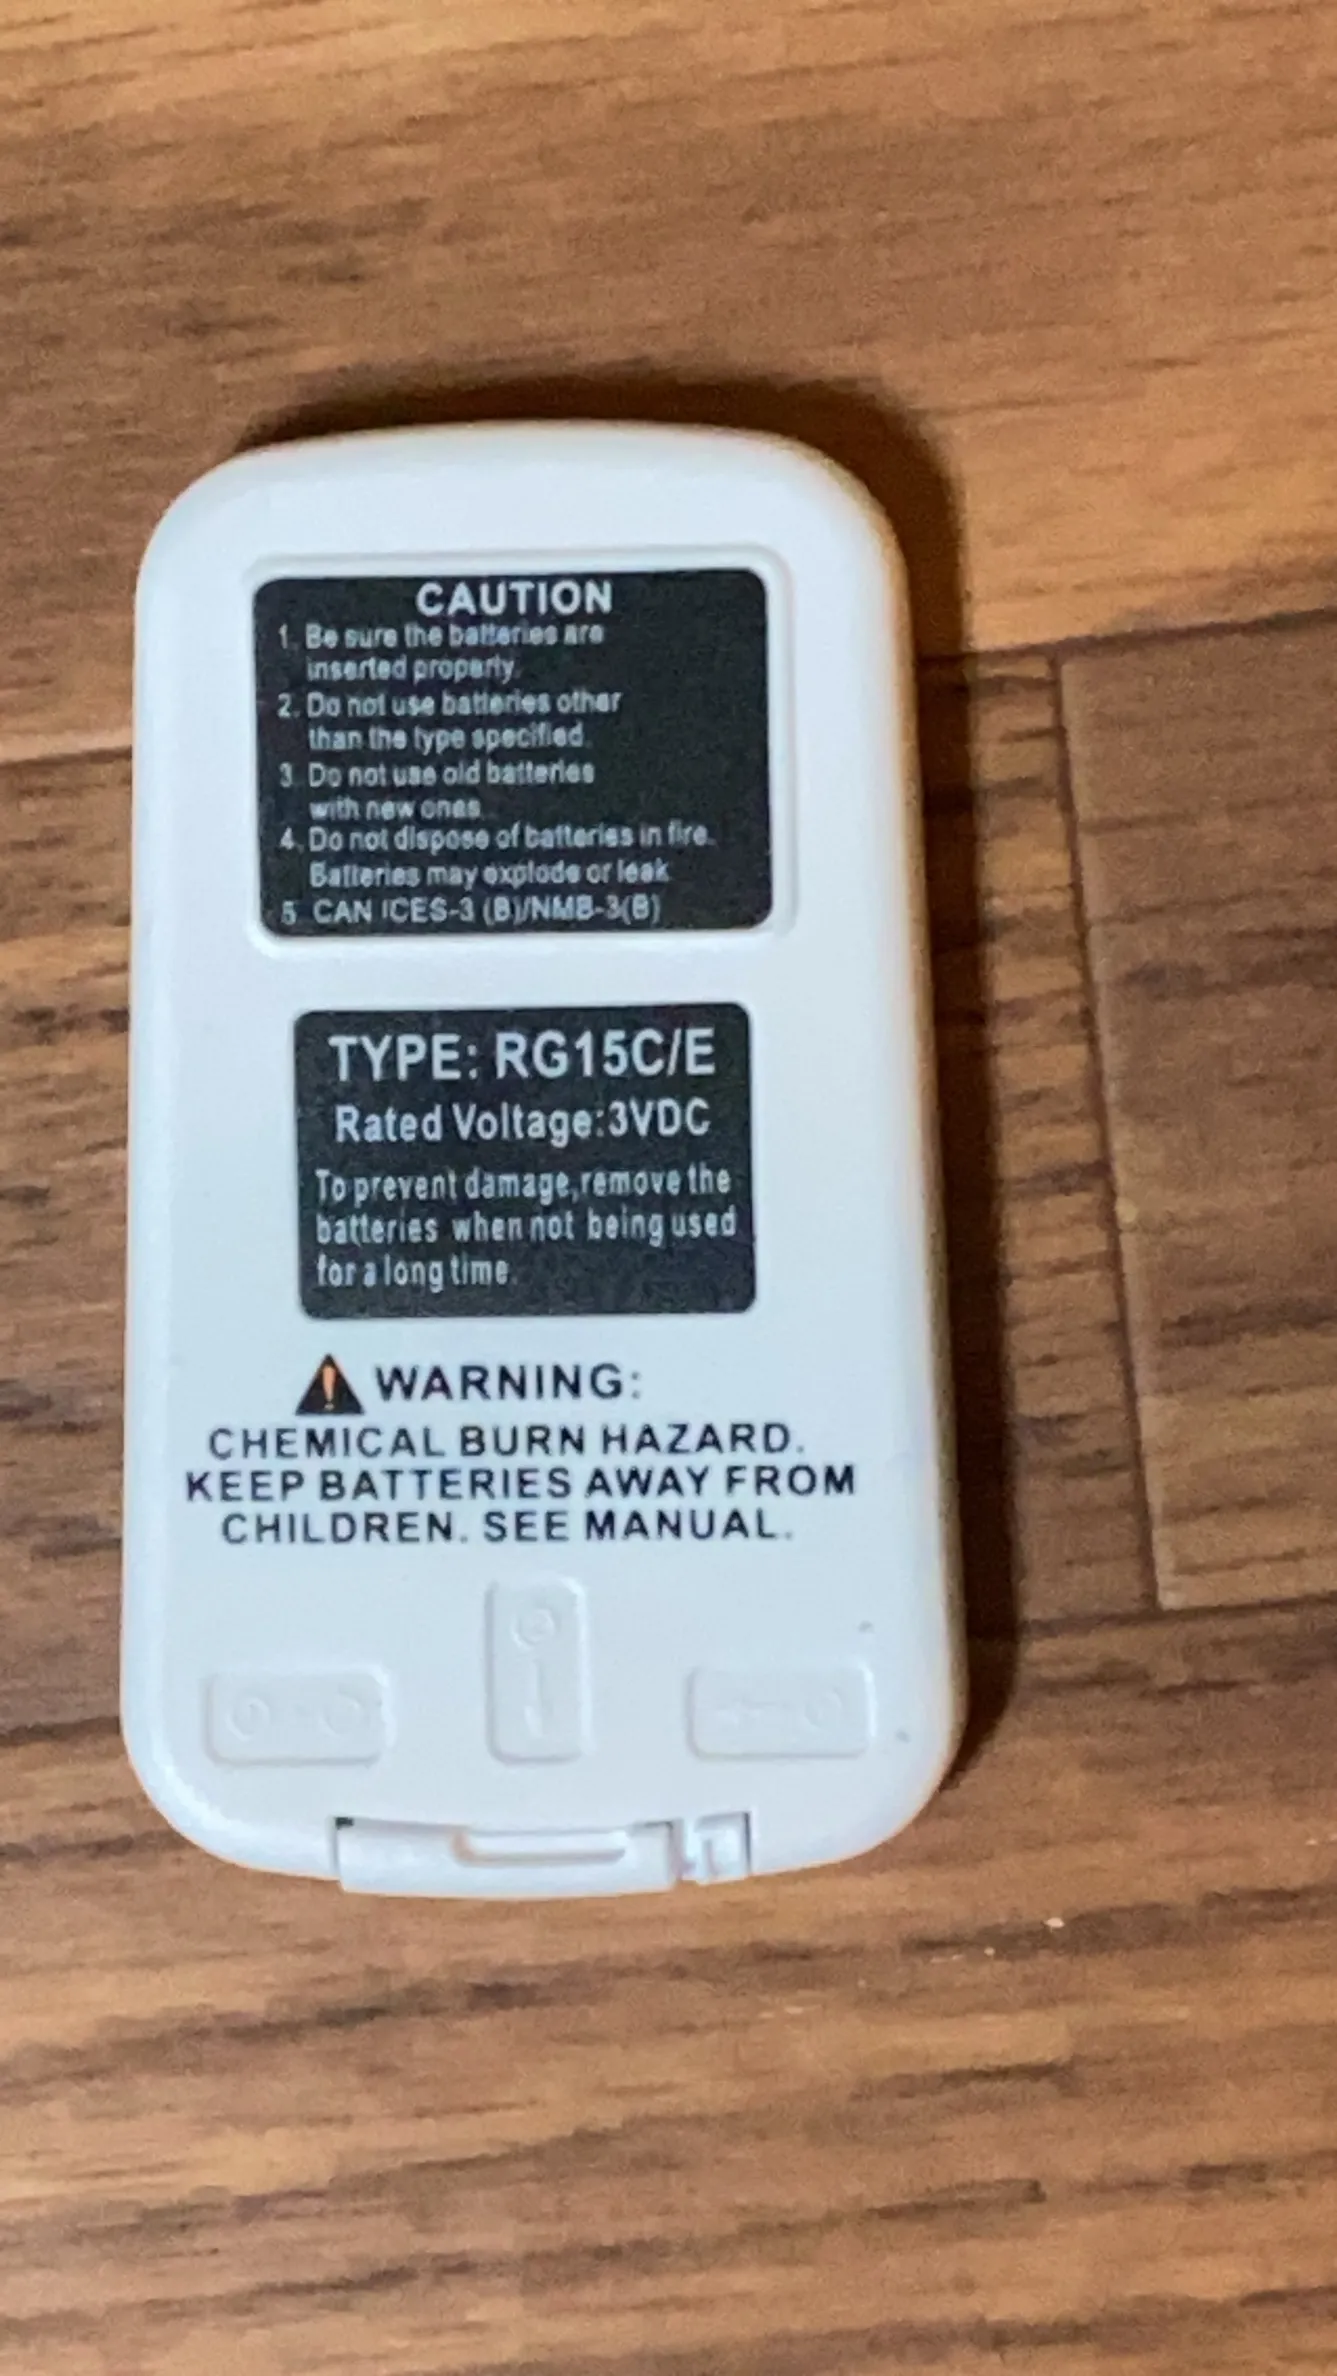 CAUTION
1. Be sure the batteries are
inserted properly.
2. Do not use batteries other
than the type specified.
3. Do not use old batteries
with new ones.
4. Do not dispose of batteries in fire.
Batteries may explode or leak
5 CAN ICES-3 (B)/NMB-3(B)
TYPE: RG15C/E
Rated Voltage:3VDC
To prevent damage,remove the
batteries when not being used
for a long time.
WARNING:
CHEMICAL BURN HAZARD.
KEEP BATTERIES AWAY FROM
CHILDREN. SEE MANUAL.